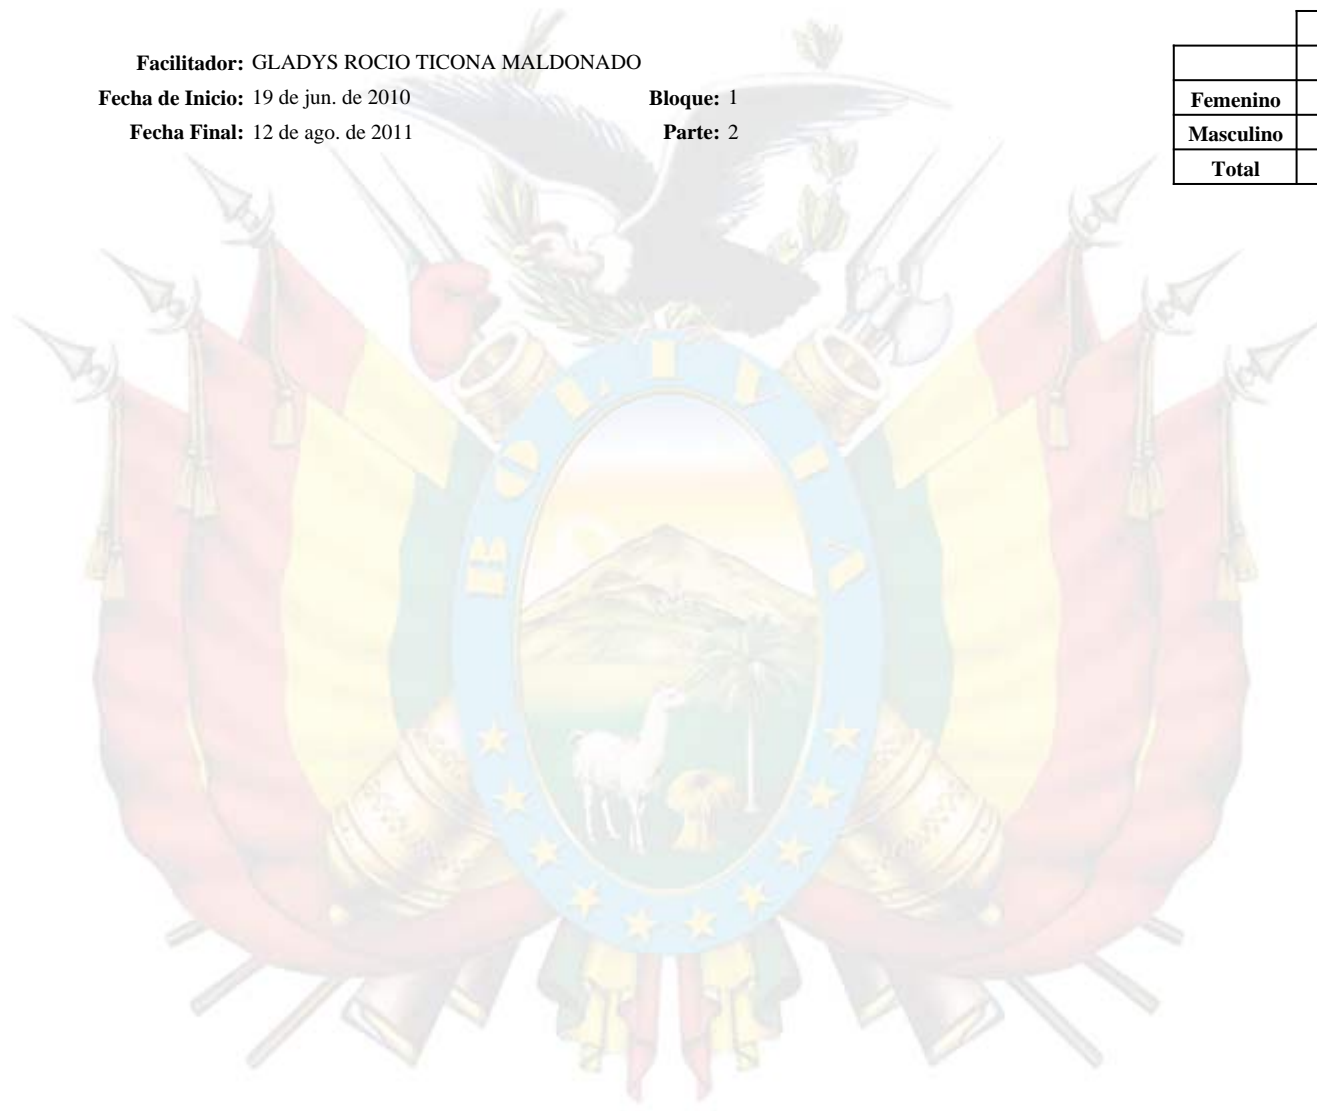 Facilitador: GLADYS ROCIO TICONA MALDONADO
Fecha de Inicio: 19 de jun. de 2010 Bloque: 1
Fecha Final: 12 de ago. de 2011 Parte: 2
Femenino
Masculino
Total
BOLIVIA